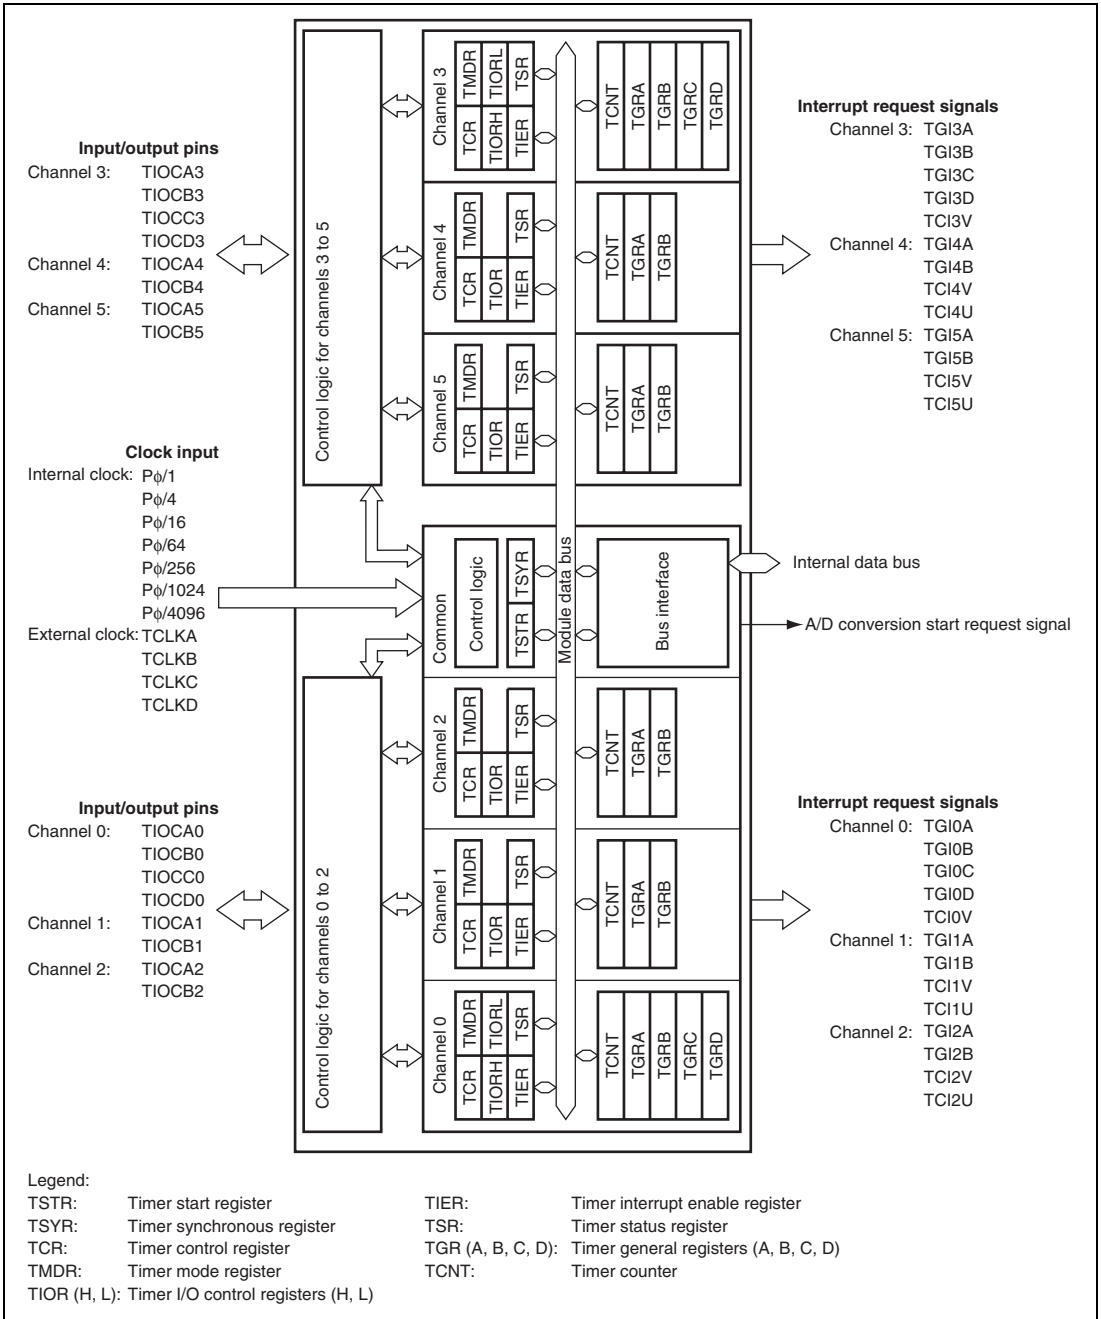 Input/output pins
Channel 3: TIOCA3
TIOCB3
TIOCC3
TIOCD3
Channel 4: TIOCA4
TIOCB4
Channel 5: TIOCA5
TIOCB5
Clock input
Internal clock: Pϕ/1
Pϕ/4
Pϕ/16
Pϕ/64
Pϕ/256
Pϕ/1024
Pϕ/4096
External clock: TCLKA
TCLKB
TCLKC
TCLKD
Input/output pins
Channel 0: TIOCA0
TIOCB0
TIOCC0
TIOCD0
Channel 1: TIOCA1
TIOCB1
Channel 2: TIOCA2
TIOCB2
Control logic for channels 3 to 5
Control logic for channels 0 to 2
Channel 3
TCR TMDR
TIORH TIORL
TIER TSR
TCNT
TGRA
TGRB
TGRC
TGRD
Channel 4
TCR TMDR
TIOR
TIER TSR
TCNT
TGRA
TGRB
Channel 5
TCR TMDR
TIOR
TIER TSR
TCNT
TGRA
TGRB
Common
Control logic
TSTR TSYR
Module data bus
Bus interface
Channel 2
TCR TMDR
TIOR
TIER TSR
TCNT
TGRA
TGRB
Channel 1
TCR TMDR
TIOR
TIER TSR
TCNT
TGRA
TGRB
Channel 0
TCR TMDR
TIORH TIORL
TIER TSR
TCNT
TGRA
TGRB
TGRC
TGRD
Interrupt request signals
Channel 3: TGI3A
TGI3B
TGI3C
TGI3D
TCI3V
Channel 4: TGI4A
TGI4B
TCI4V
TCI4U
Channel 5: TGI5A
TGI5B
TCI5V
TCI5U
Internal data bus
A/D conversion start request signal
Interrupt request signals
Channel 0: TGI0A
TGI0B
TGI0C
TGI0D
TCI0V
Channel 1: TGI1A
TGI1B
TCI1V
TCI1U
Channel 2: TGI2A
TGI2B
TCI2V
TCI2U
Legend:
TSTR: Timer start register
TSYR: Timer synchronous register
TCR: Timer control register
TMDR: Timer mode register
TIOR (H, L): Timer I/O control registers (H, L)
TIER: Timer interrupt enable register
TSR: Timer status register
TGR (A, B, C, D): Timer general registers (A, B, C, D)
TCNT: Timer counter